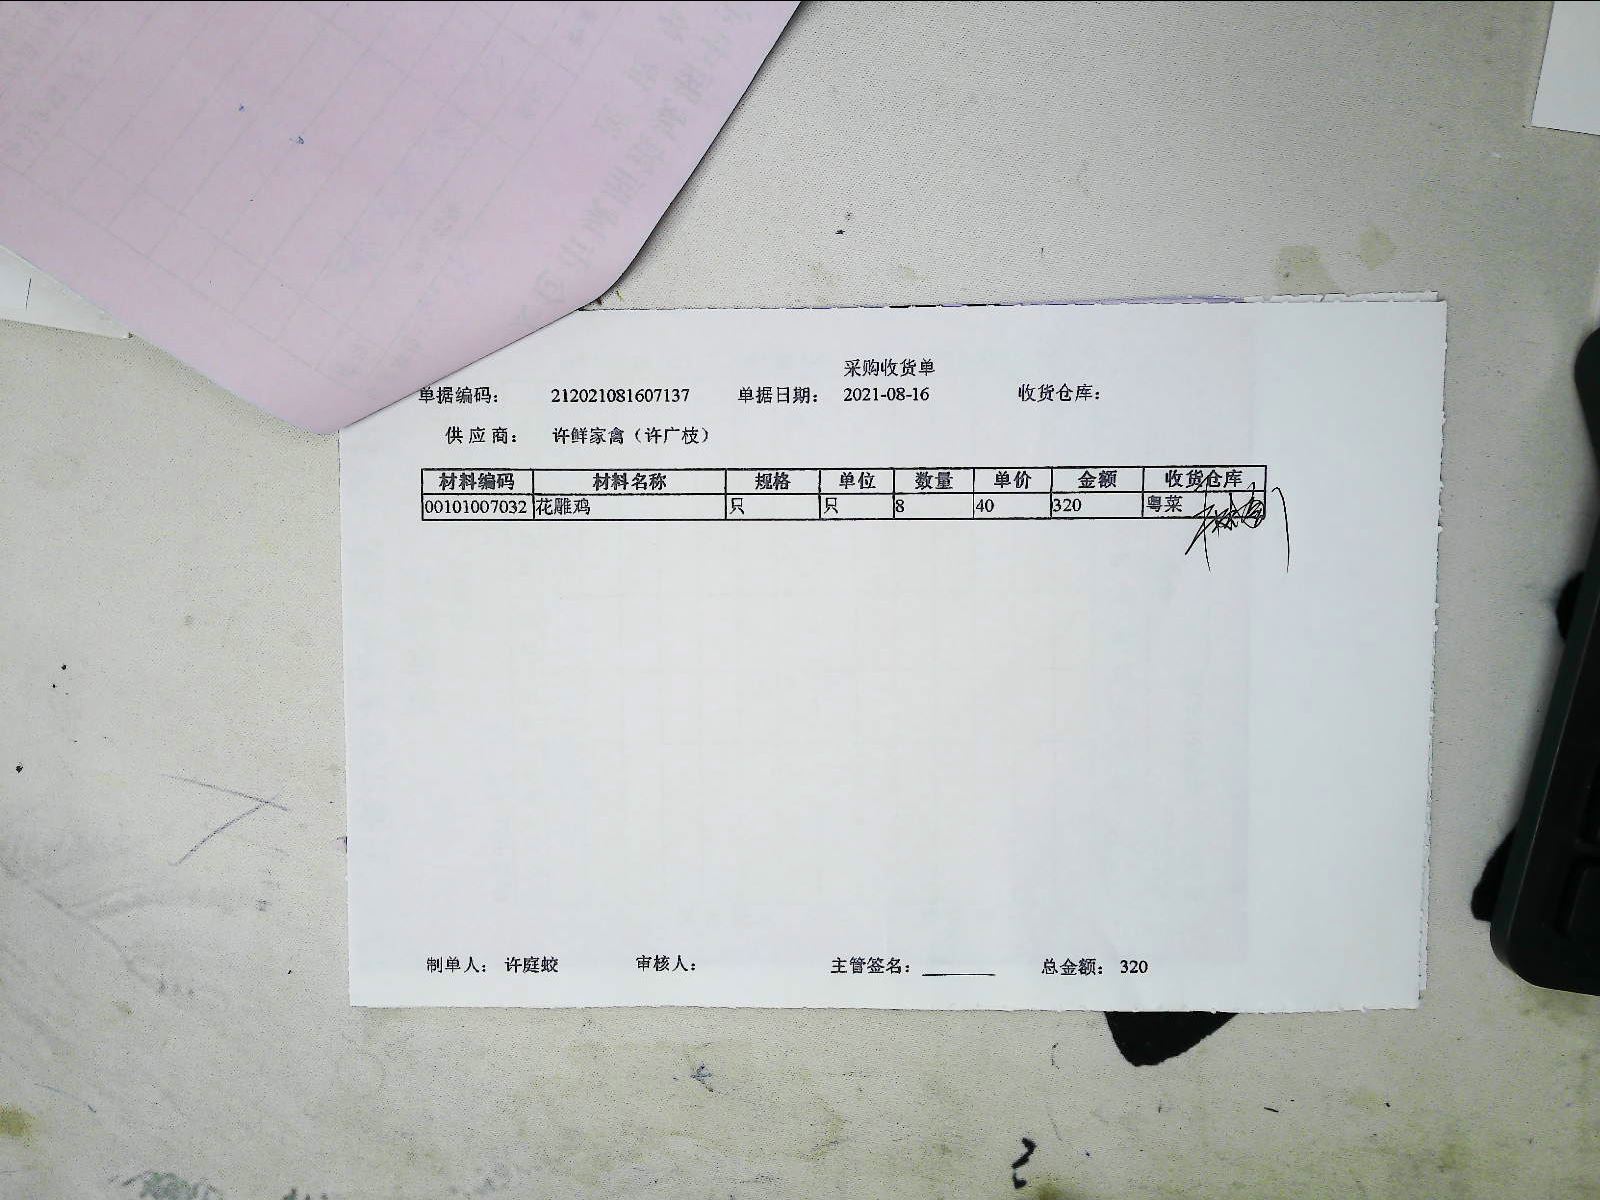 采购收货单
单据编码： 212021081607137 单据日期： 2021-08-16 收货仓库：
供应商： 许鲜家禽（许广枝）
材料编码 材料名称 规格 单位 数量 单价 金额 收货仓库
00101007032 花雕鸡 只 只 8 40 320 粤菜
制单人： 许庭蛟 审核人： 主管签名： 总金额： 320